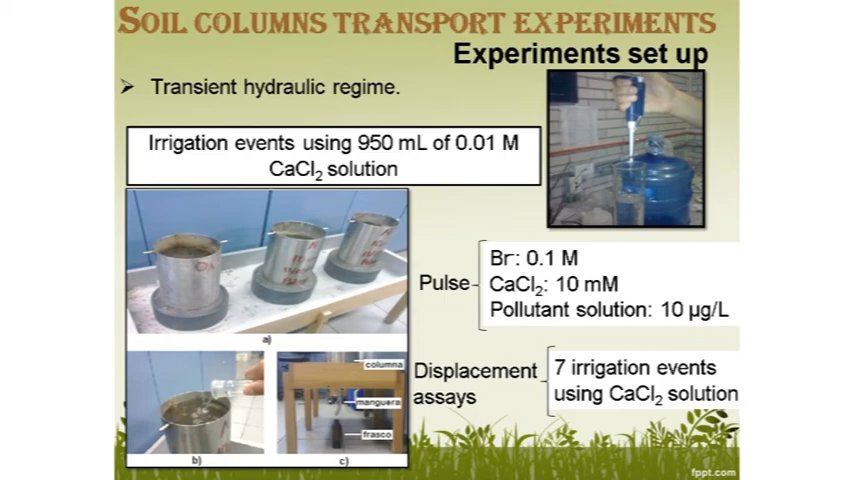 SOIL COLUMNS TRANSPORT EXPERIMENTS
Experiments set up
➢ Transient hydraulic regime.
Irrigation events using 950 mL of 0.01 M
CaCl₂ solution
Pulse
Br⁻: 0.1 M
CaCl₂: 10 mM
Pollutant solution: 10 µg/L
a)
columna
manguera
frasco
b)
c)
Displacement
assays
7 irrigation events
using CaCl₂ solution
fppt.com